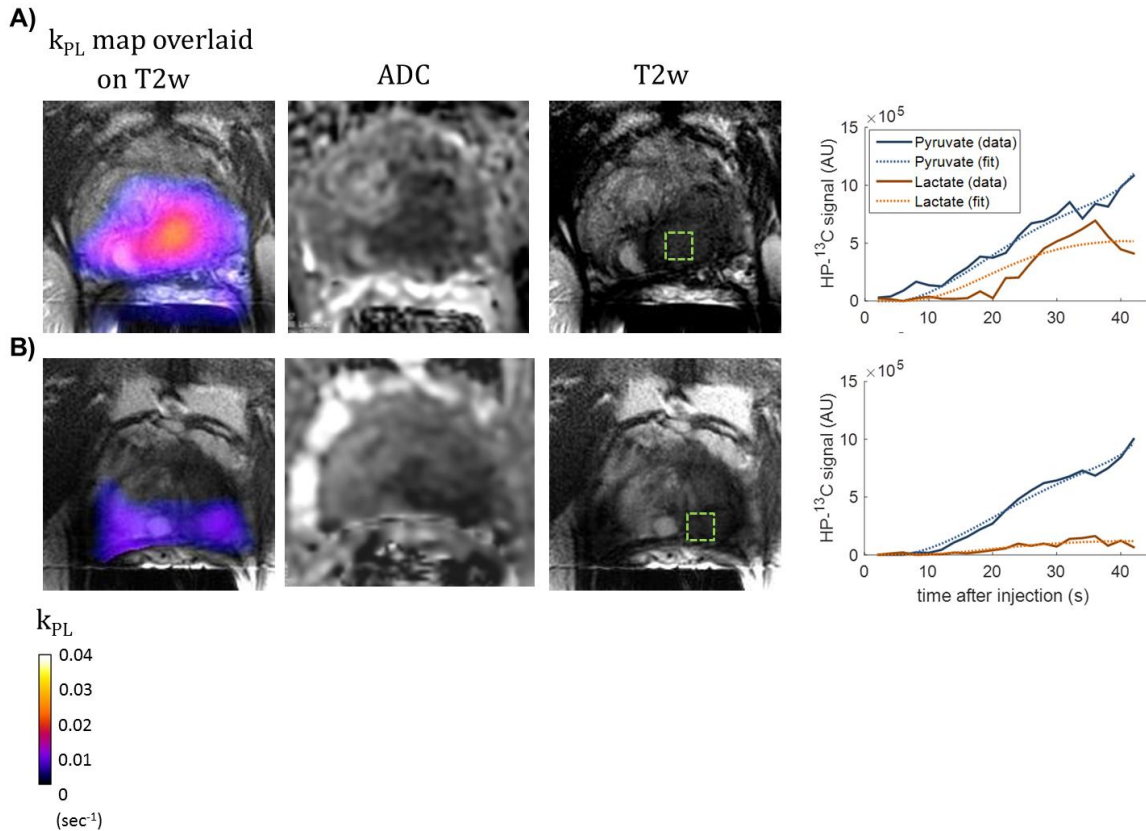 A)
k_PL map overlaid
on T2w
ADC
T2w
×10⁵
15
10
5
0
HP-¹³C signal (AU)
Pyruvate (data)
Pyruvate (fit)
Lactate (data)
Lactate (fit)
0 10 20 30 40
B)
×10⁵
15
10
5
0
HP-¹³C signal (AU)
0 10 20 30 40
time after injection (s)
k_PL
0.04
0.03
0.02
0.01
0
(sec⁻¹)